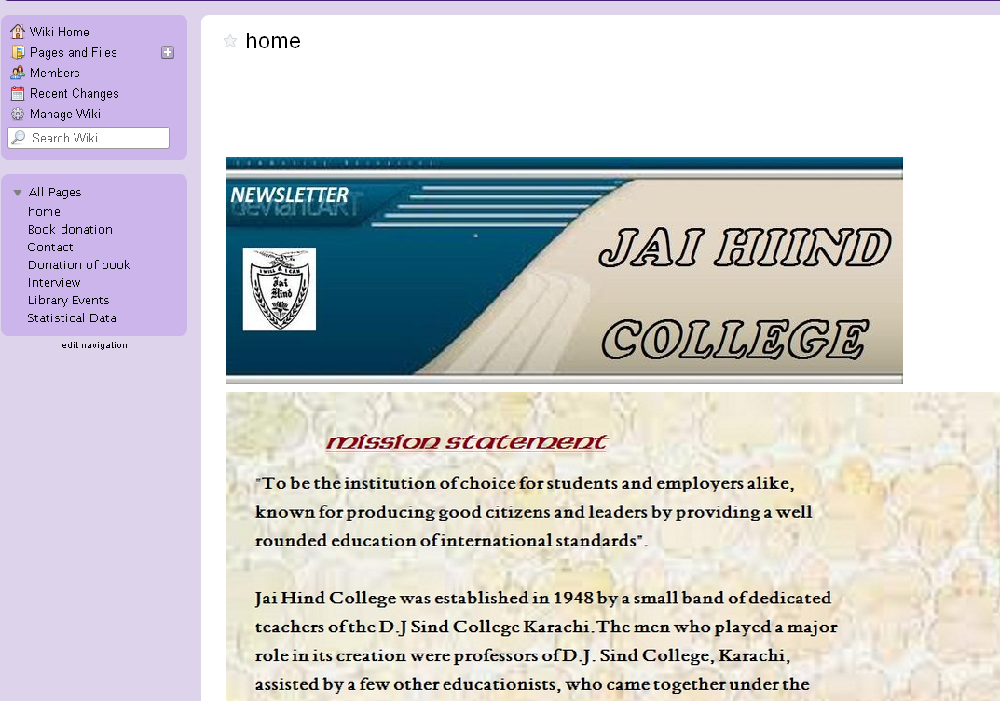 Wiki Home
Pages and Files
Members
Recent Changes
Manage Wiki
Search Wiki
All Pages
home
Book donation
Contact
Donation of book
Interview
Library Events
Statistical Data
edit navigation
home
NEWSLETTER
deviantART
I WILL & I CAN
Jai
Hind
JAI HIIND
COLLEGE
mission statement
"To be the institution of choice for students and employers alike,
known for producing good citizens and leaders by providing a well
rounded education of international standards".
Jai Hind College was established in 1948 by a small band of dedicated
teachers of the D.J Sind College Karachi. The men who played a major
role in its creation were professors of D.J. Sind College, Karachi,
assisted by a few other educationists, who came together under the